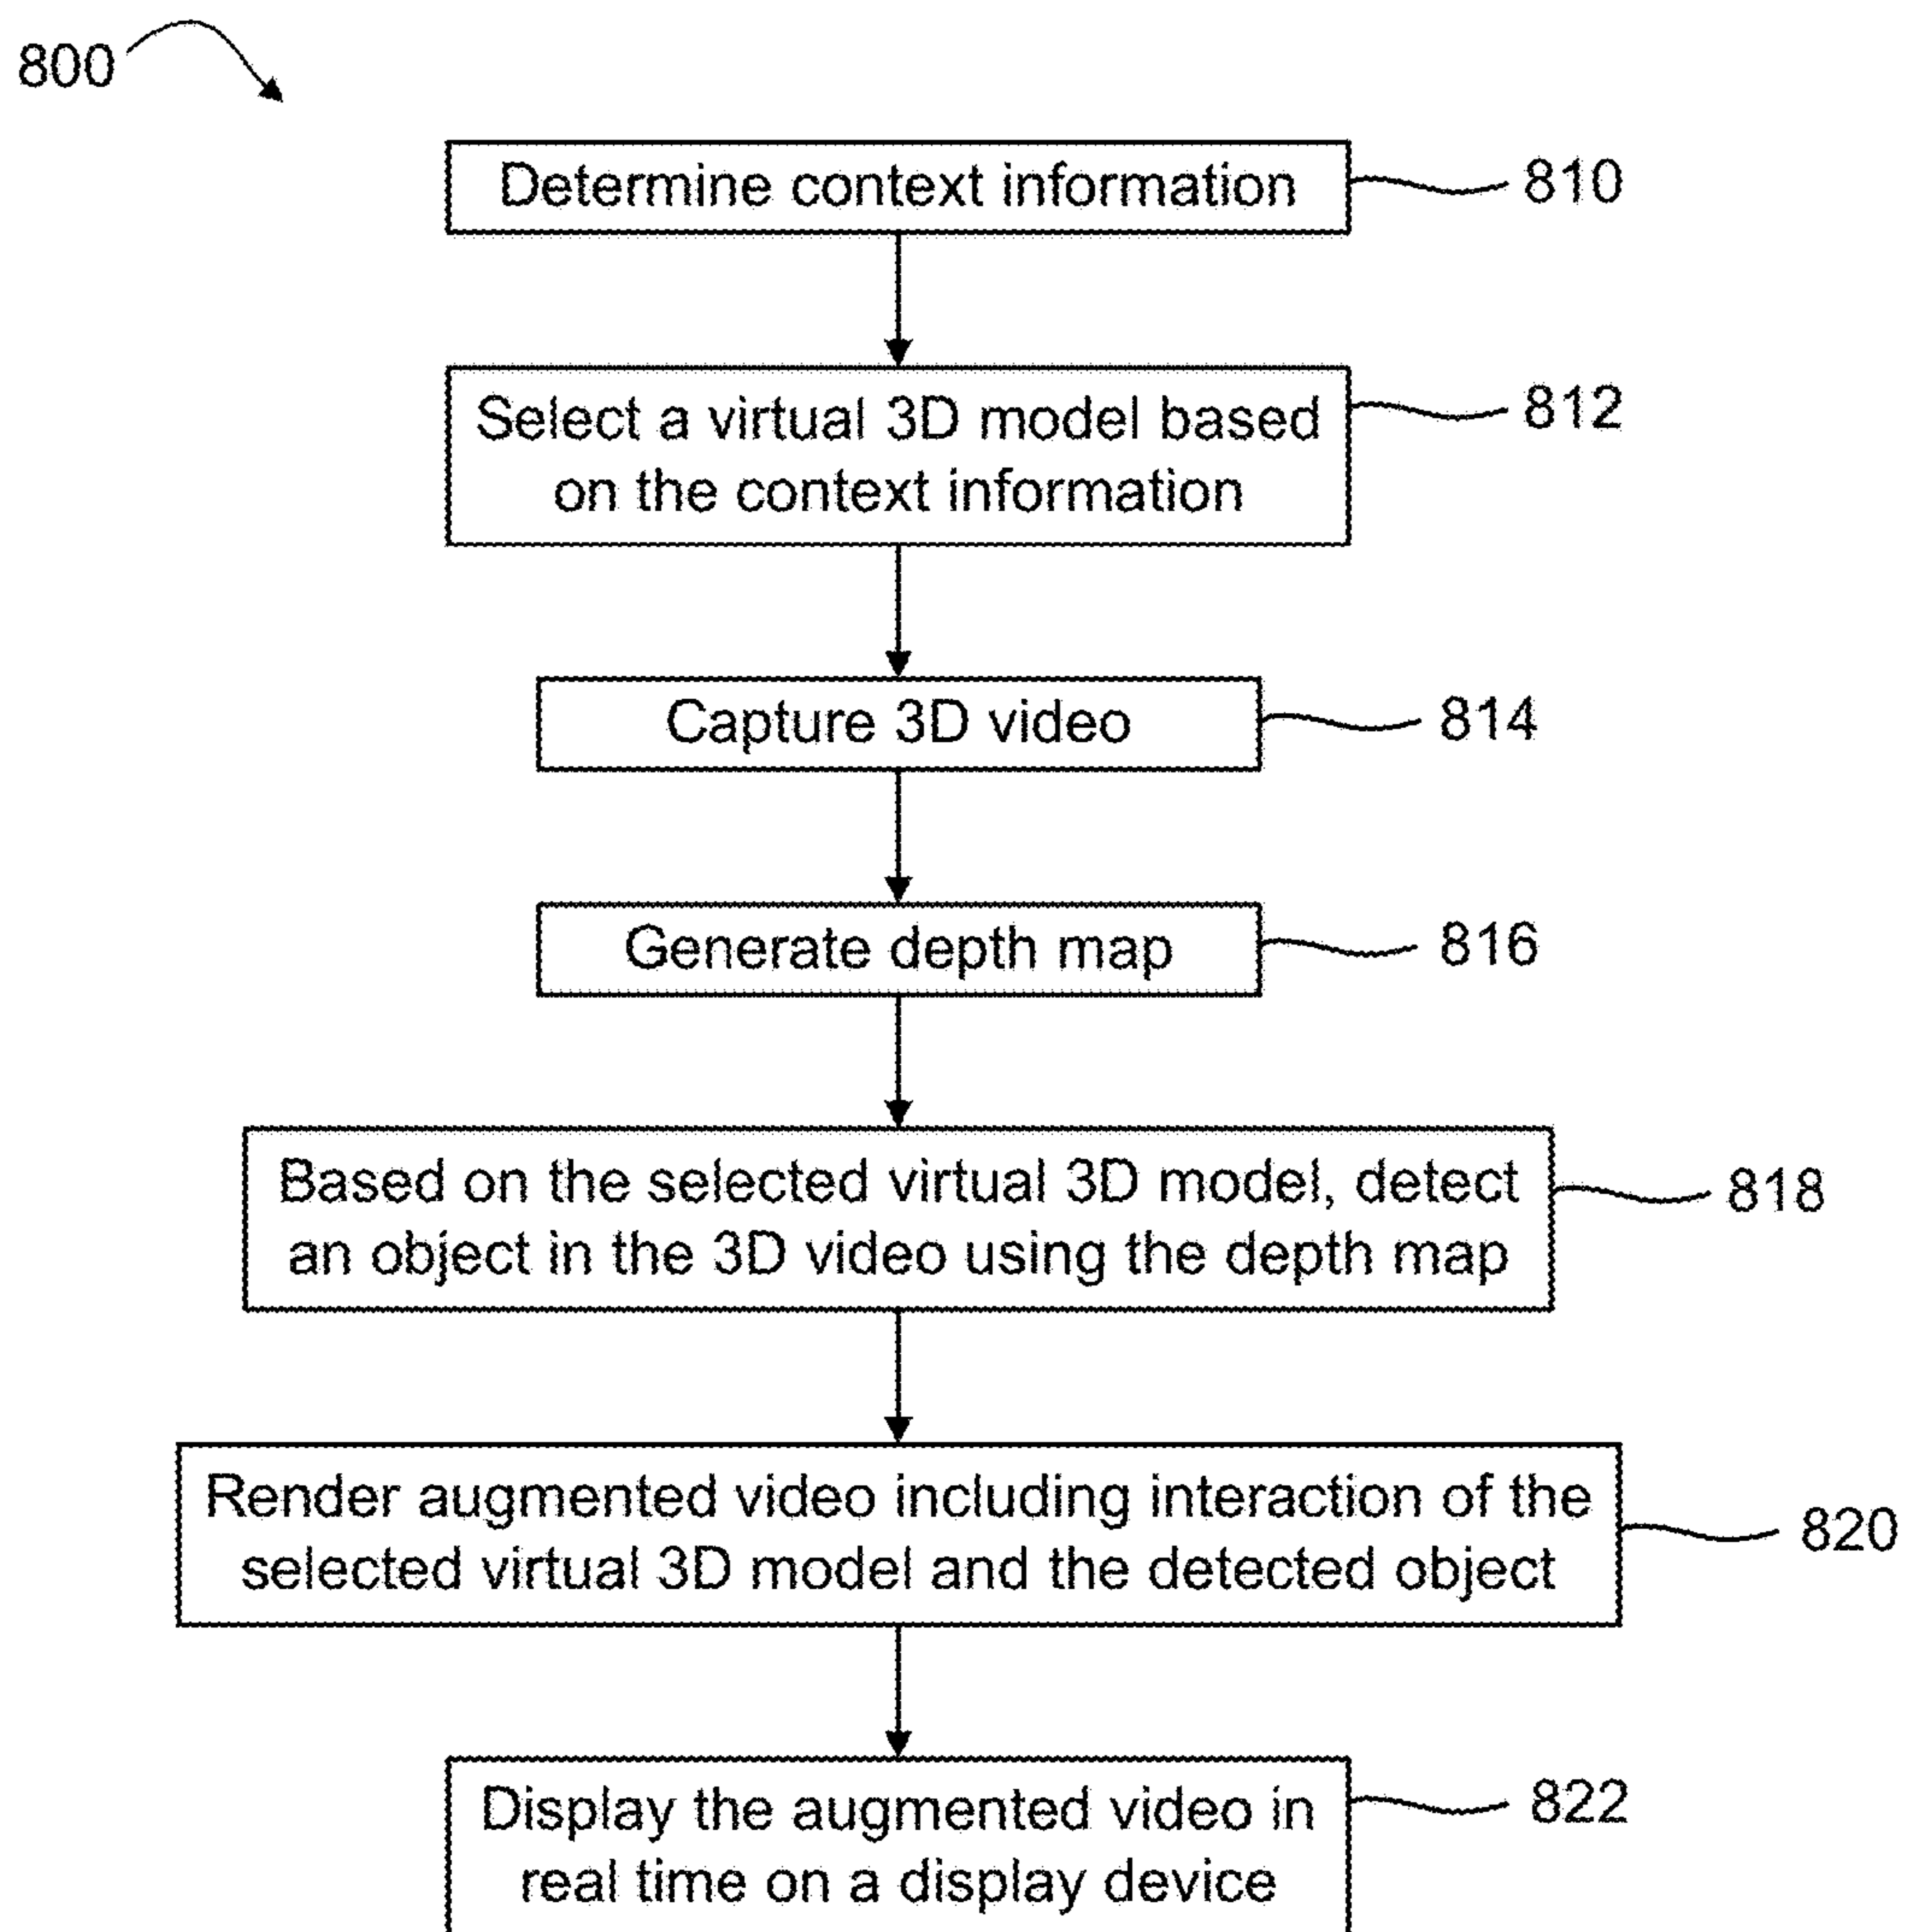 800
Determine context information
810
Select a virtual 3D model based
on the context information
812
Capture 3D video
814
Generate depth map
816
Based on the selected virtual 3D model, detect
an object in the 3D video using the depth map
818
Render augmented video including interaction of the
selected virtual 3D model and the detected object
820
Display the augmented video in
real time on a display device
822